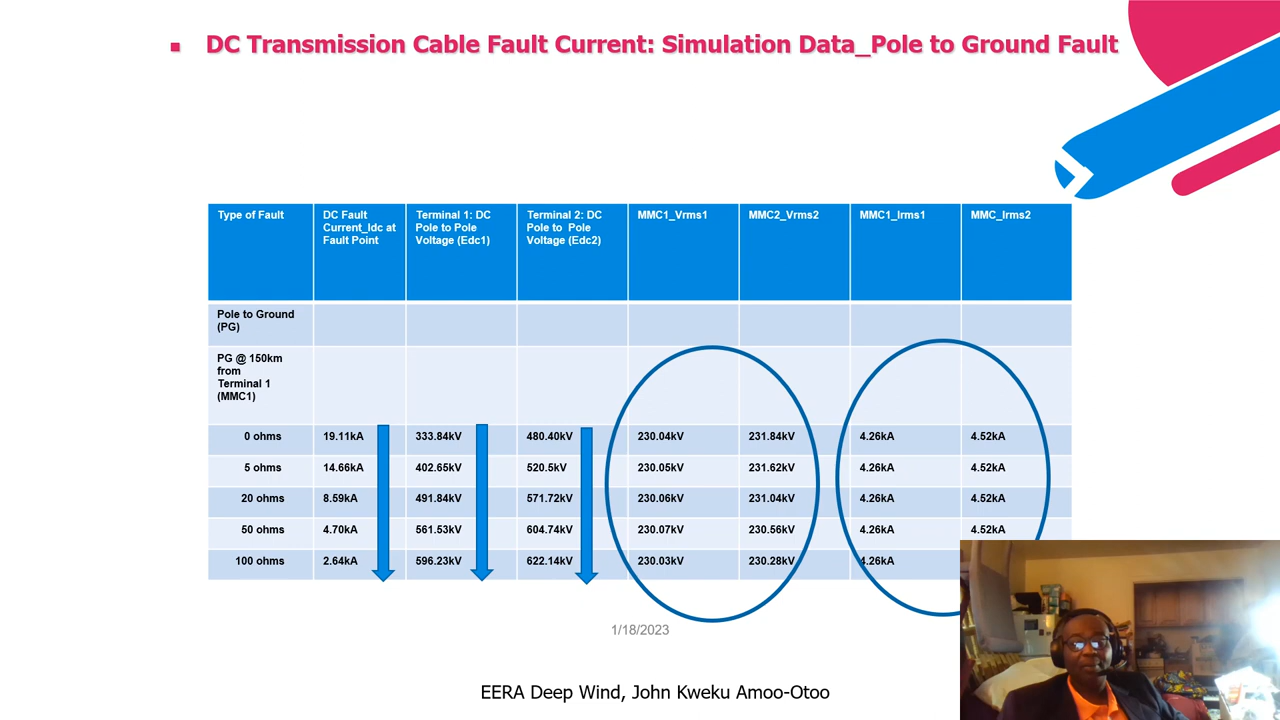 DC Transmission Cable Fault Current: Simulation Data_Pole to Ground Fault
Type of Fault
DC Fault
Current_Idc at
Fault Point
Terminal 1: DC
Pole to Pole
Voltage (Edc1)
Terminal 2: DC
Pole to Pole
Voltage (Edc2)
MMC1_Vrms1
MMC2_Vrms2
MMC1_Irms1
MMC_Irms2
Pole to Ground
(PG)
PG @ 150km
from
Terminal 1
(MMC1)
0 ohms 19.11kA 333.84kV 480.40kV 230.04kV 231.84kV 4.26kA 4.52kA
5 ohms 14.66kA 402.65kV 520.5kV 230.05kV 231.62kV 4.26kA 4.52kA
20 ohms 8.59kA 491.84kV 571.72kV 230.06kV 231.04kV 4.26kA 4.52kA
50 ohms 4.70kA 561.53kV 604.74kV 230.07kV 230.56kV 4.26kA 4.52kA
100 ohms 2.64kA 596.23kV 622.14kV 230.03kV 230.28kV 4.26kA
1/18/2023
EERA Deep Wind, John Kweku Amoo-Otoo